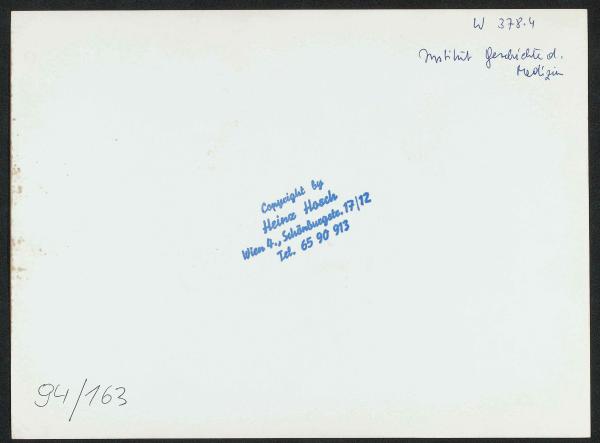 W 378.4
Institut Geschichte d.
Medizin
Copyright by
Heinz Hosch
Wien 4., Schönburgstr. 17/12
Tel. 65 90 913
94/163